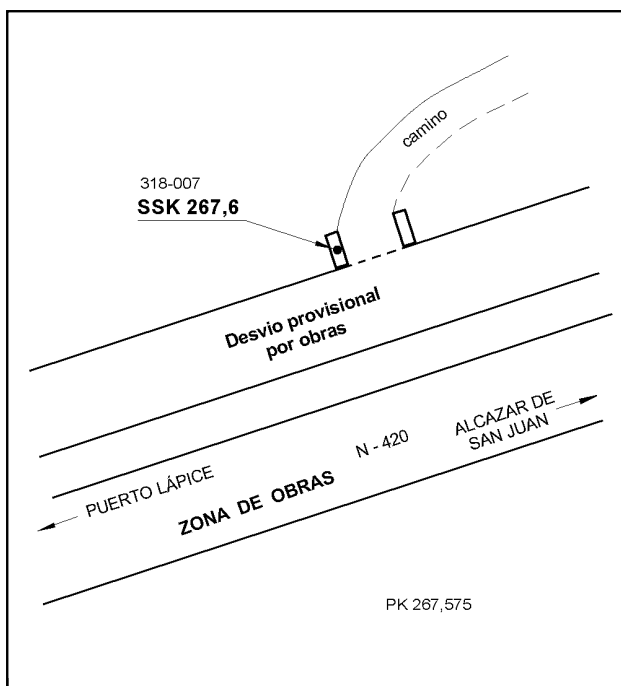 camino
318-007
SSK 267,6
Desvio provisional
por obras
ALCAZAR DE
SAN JUAN
N - 420
PUERTO LÁPICE
ZONA DE OBRAS
PK 267,575